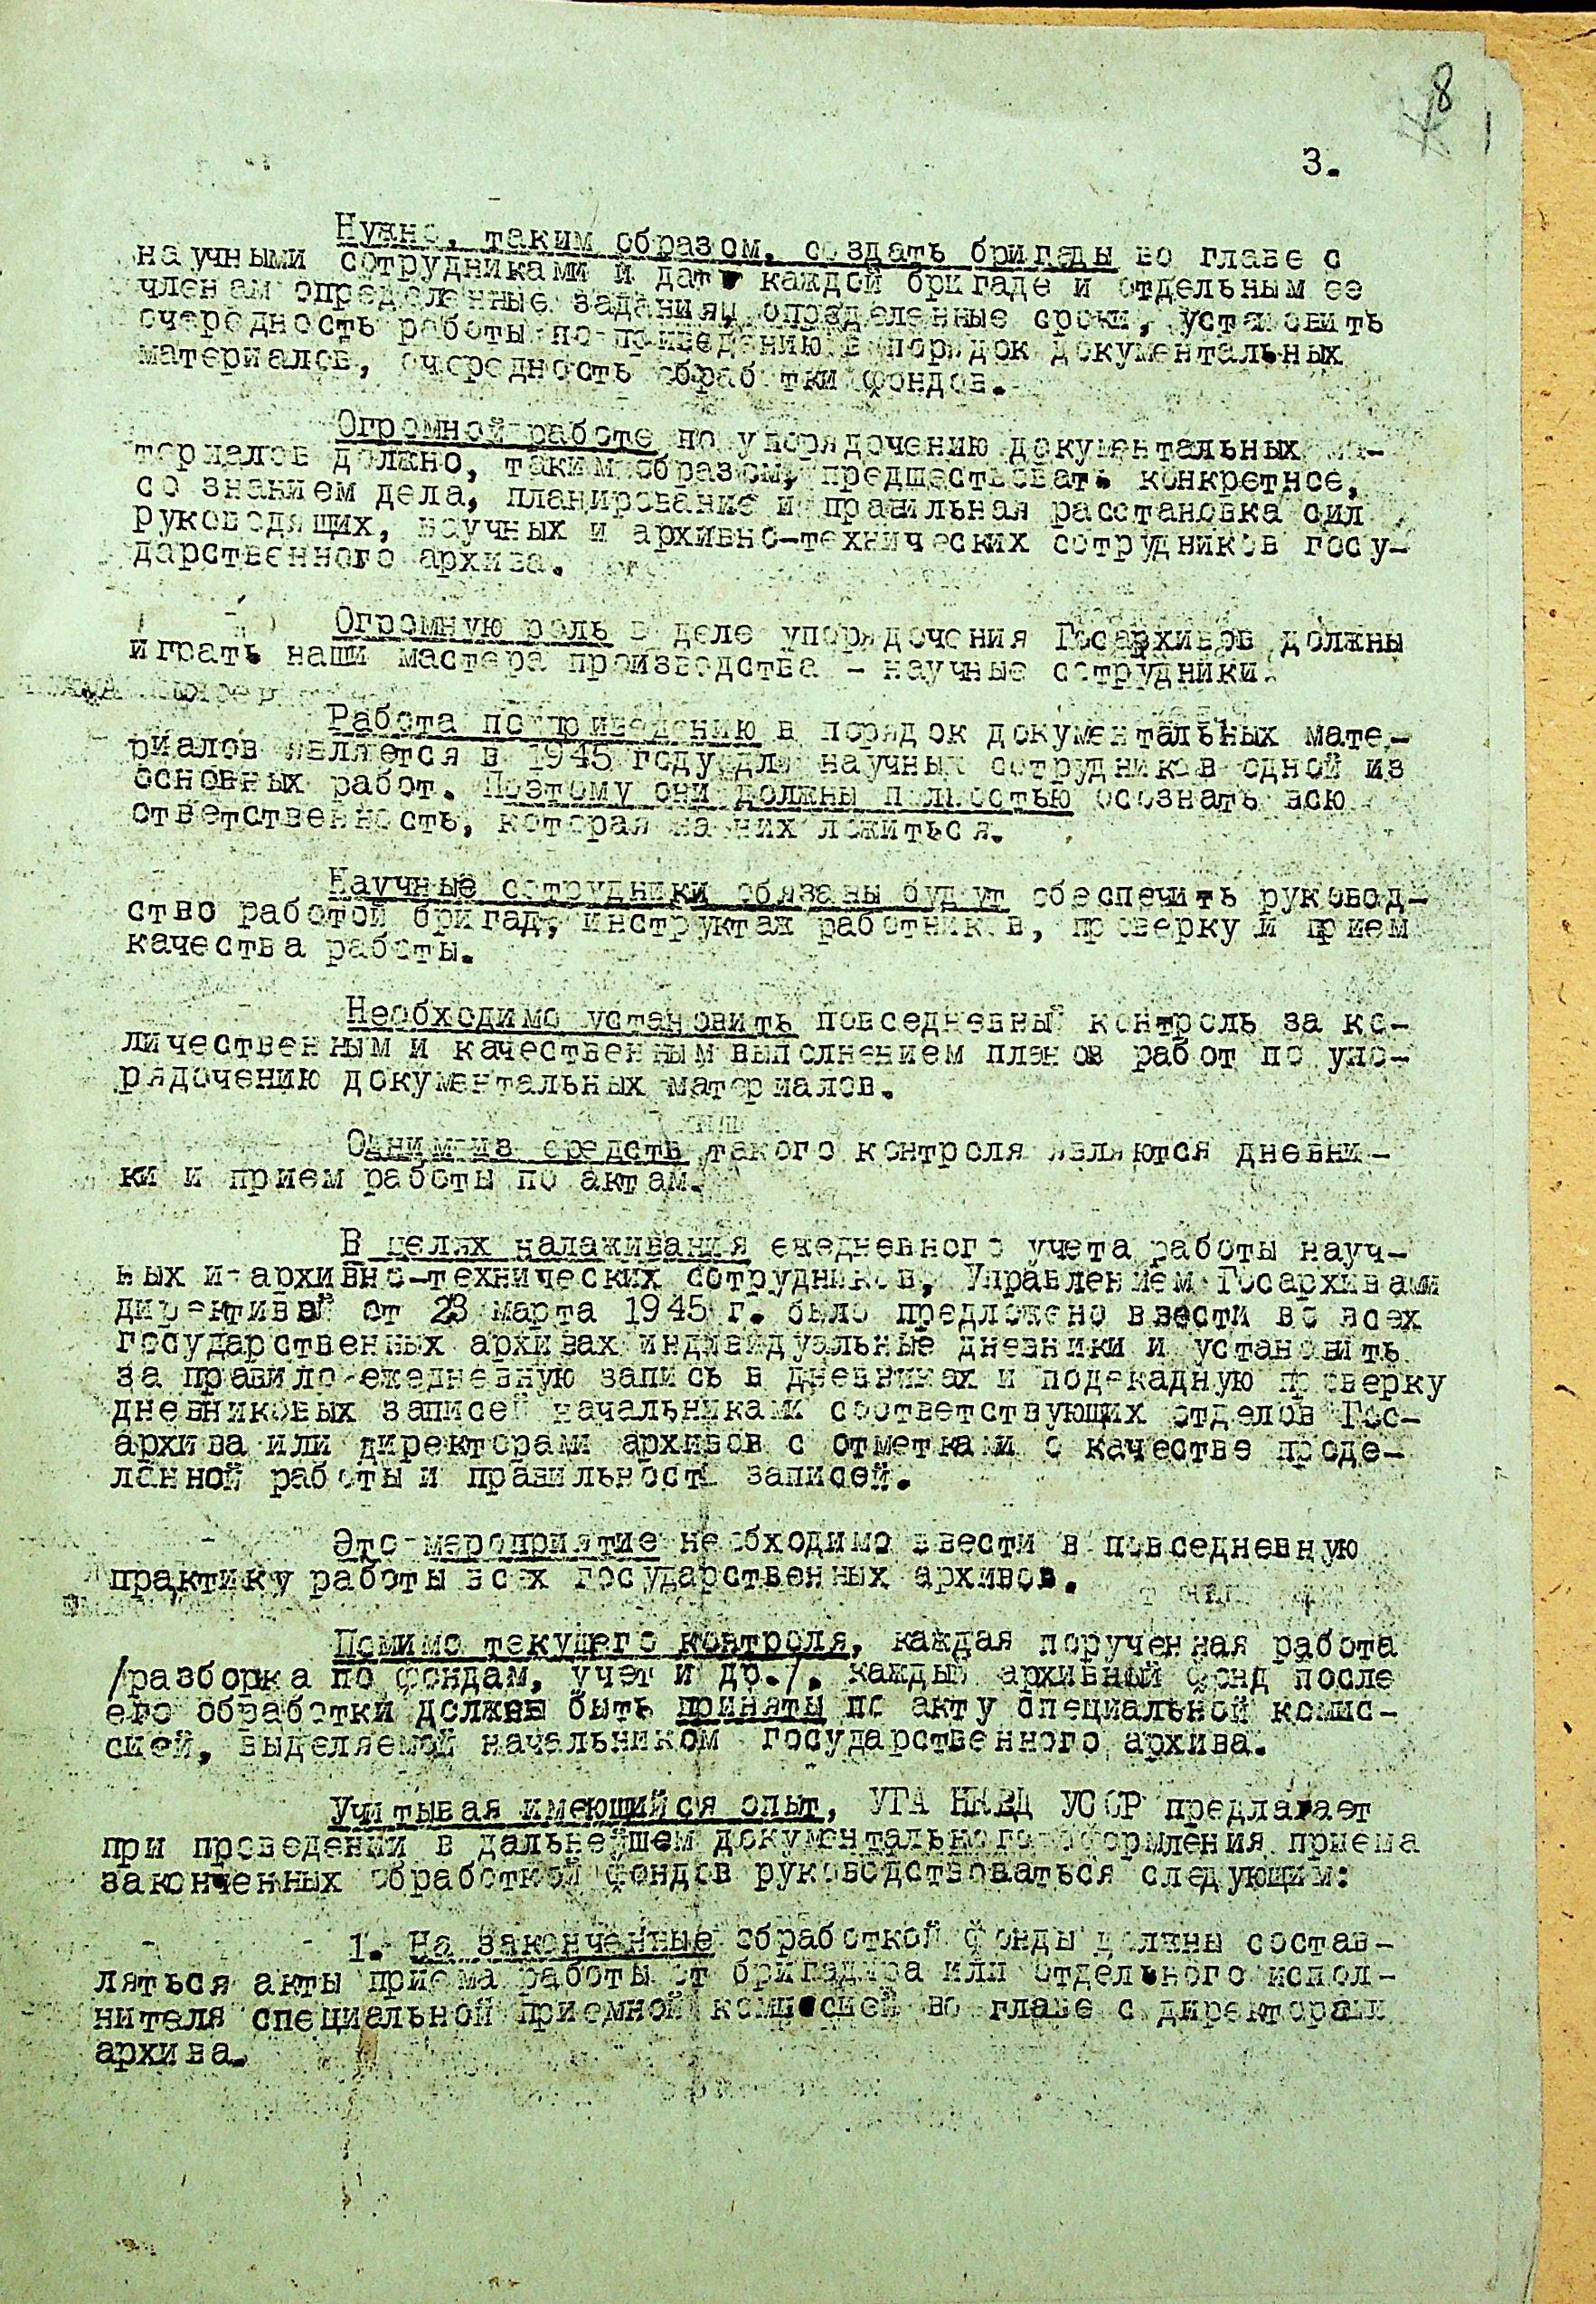 8
3.
Нужно, таким образом, создать бригады во главе с
научными сотрудниками и дать каждой бригаде и отдельным ее
членам определенные задания, определенные сроки, установить
очередность работы по приведению в порядок документальных
материалов, очередность обработки фондов.
Огромной работе по упорядочению документальных ма-
териалов должно, таким образом, предшествовать конкретное,
со знанием дела, планирование и правильная расстановка сил
руководящих, научных и архивно-технических сотрудников госу-
дарственного архива.
Огромную роль в деле упорядочения Госархивов должны
играть наши мастера производства - научные сотрудники.
Работа по приведению в порядок документальных мате-
риалов является в 1945 году для научных сотрудников одной из
основных работ. Поэтому они должны полностью осознать всю
ответственность, которая на них ложиться.
Научные сотрудники обязаны будут обеспечить руковод-
ство работой бригад, инструктаж работников, проверку и прием
качества работы.
Необходимо установить повседневный контроль за ко-
личественным и качественным выполнением планов работ по упо-
рядочению документальных материалов.
Одним из средств такого контроля являются дневни-
ки и прием работы по актам.
В целях налаживания ежедневного учета работы науч-
ных и архивно-технических сотрудников, Управлением Госархивами
директивой от 23 марта 1945 г. было предложено ввести во всех
государственных архивах индивидуальные дневники и установить
за правило ежедневную запись в дневниках и подекадную проверку
дневниковых записей начальниками соответствующих отделов Гос-
архива или директорами архивов с отметками о качестве проде-
ланной работы и правильности записей.
Это мероприятие необходимо ввести в повседневную
практику работы всех государственных архивов.
Помимо текущего контроля, каждая порученная работа
/разборка по фондам, учет и др./. каждый архивный фонд после
его обработки должны быть приняты по акту специальной комис-
сией, выделяемой начальником государственного архива.
Учитывая имеющийся опыт, УГА НКВД УССР предлагает
при проведении в дальнейшем документального оформления приема
законченных обработкой фондов руководствоваться следующим:
1. На законченные обработкой фонды должны состав-
ляться акты приема работы от бригадира или отдельного испол-
нителя специальной приемной комиссией во главе с директорами
архива.